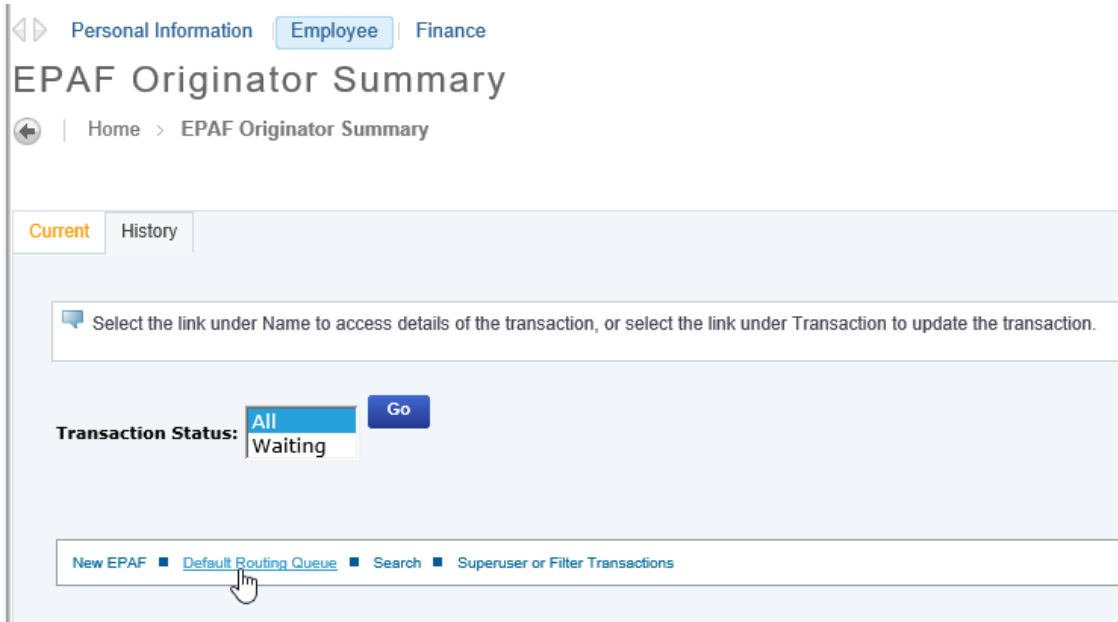 Personal Information Employee Finance
EPAF Originator Summary
Home > EPAF Originator Summary
Current History
Select the link under Name to access details of the transaction, or select the link under Transaction to update the transaction.
Transaction Status: All Go
Waiting
New EPAF ■ Default Routing Queue ■ Search ■ Superuser or Filter Transactions